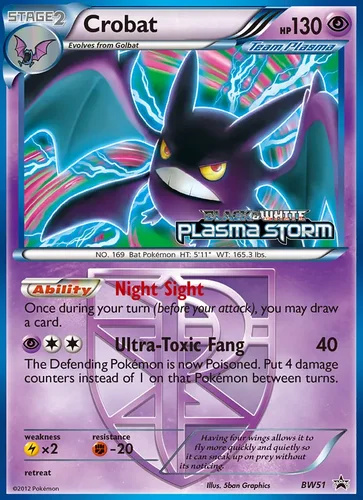 STAGE 2 Crobat HP 130
Evolves from Golbat
Team Plasma
BLACK & WHITE
PLASMA STORM
NO. 169 Bat Pokémon HT: 5'11" WT: 165.3 lbs.
Ability Night Sight
Once during your turn (before your attack), you may draw
a card.
Ultra-Toxic Fang 40
The Defending Pokémon is now Poisoned. Put 4 damage
counters instead of 1 on that Pokémon between turns.
weakness resistance
×2 -20
retreat
Having four wings allows it to
fly more quickly and quietly so
it can sneak up on prey without
its noticing.
©2012 Pokémon Illus. 5ban Graphics BW51